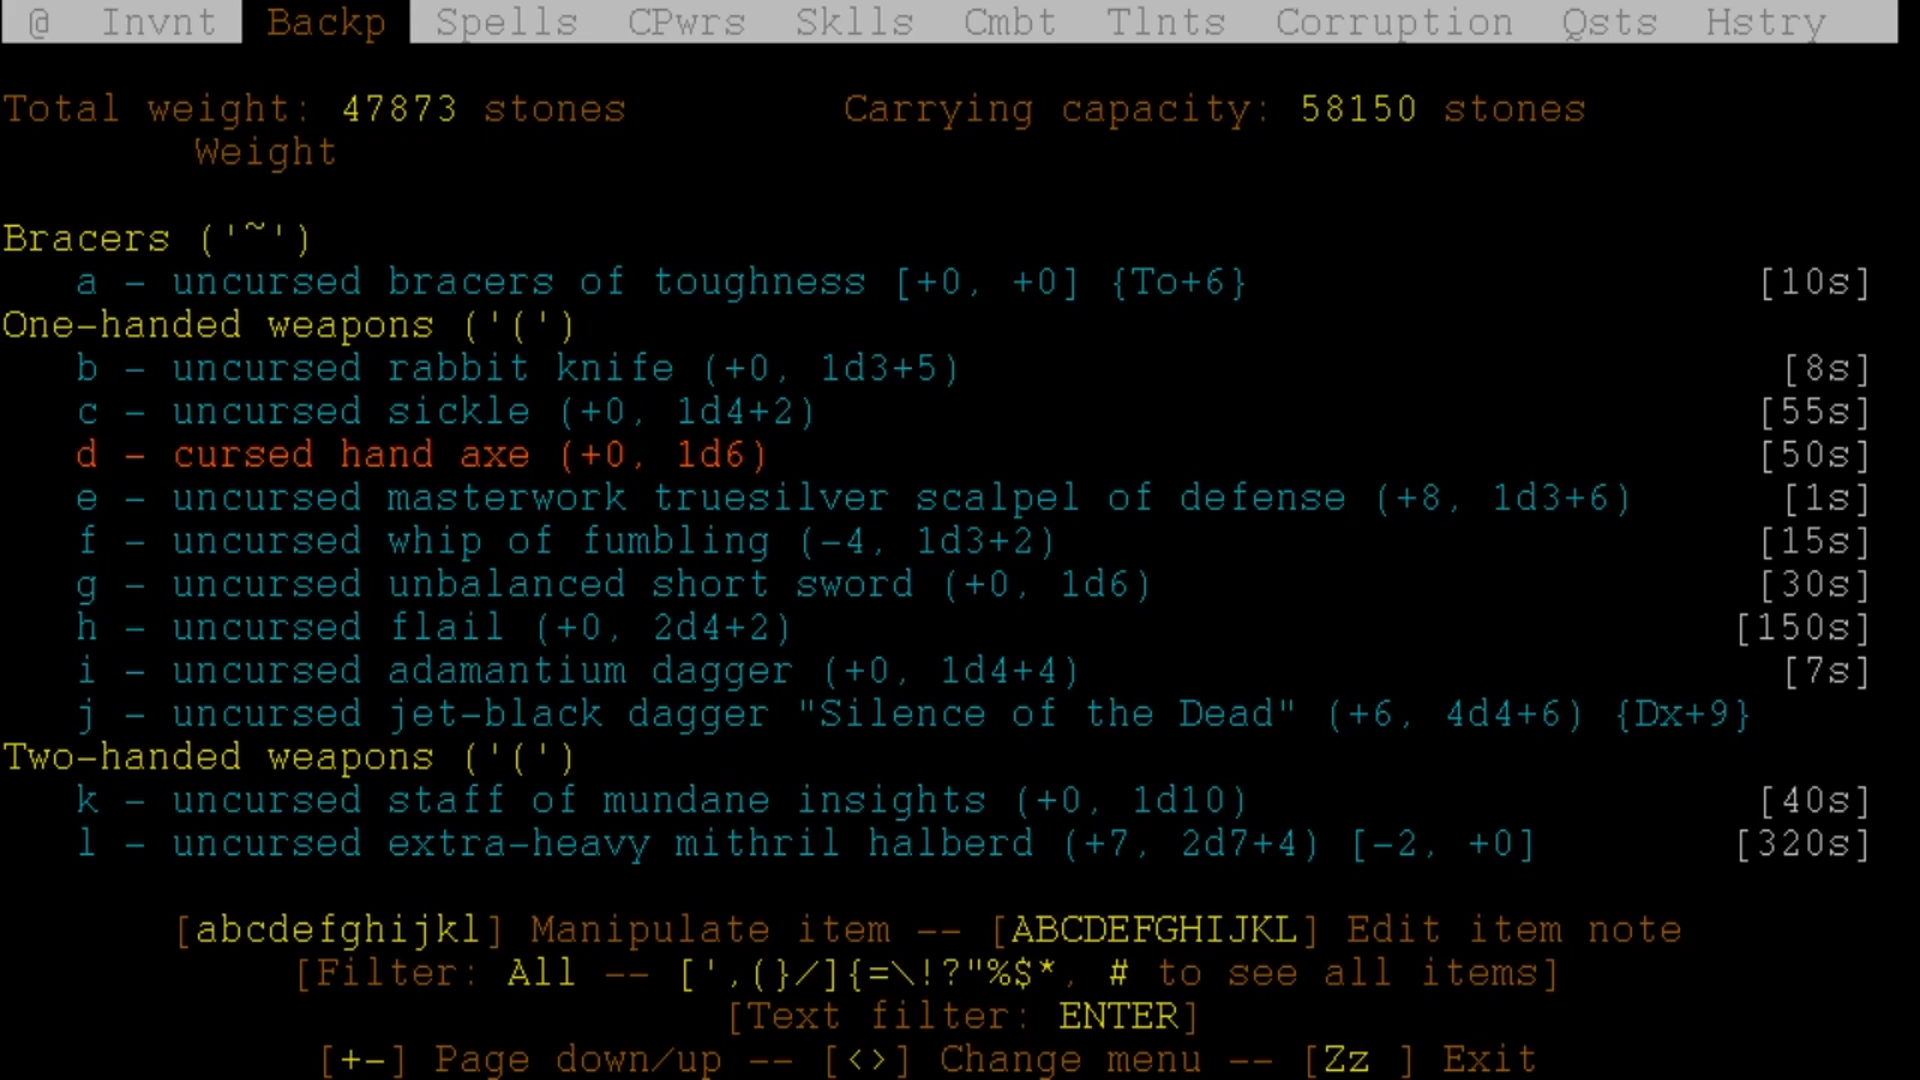 @ Invnt Backp Spells CPwrs Sklls Cmbt Tlnts Corruption Qsts Hstry
Total weight: 47873 stones Carrying capacity: 58150 stones
Weight
Bracers ('~')
a - uncursed bracers of toughness [+0, +0] {To+6} [10s]
One-handed weapons ('(')
b - uncursed rabbit knife (+0, 1d3+5) [8s]
c - uncursed sickle (+0, 1d4+2) [55s]
d - cursed hand axe (+0, 1d6) [50s]
e - uncursed masterwork truesilver scalpel of defense (+8, 1d3+6) [1s]
f - uncursed whip of fumbling (-4, 1d3+2) [15s]
g - uncursed unbalanced short sword (+0, 1d6) [30s]
h - uncursed flail (+0, 2d4+2) [150s]
i - uncursed adamantium dagger (+0, 1d4+4) [7s]
j - uncursed jet-black dagger "Silence of the Dead" (+6, 4d4+6) {Dx+9}
Two-handed weapons ('(')
k - uncursed staff of mundane insights (+0, 1d10) [40s]
l - uncursed extra-heavy mithril halberd (+7, 2d7+4) [-2, +0] [320s]
[abcdefghijkl] Manipulate item -- [ABCDEFGHIJKL] Edit item note
[Filter: All -- [',(}/]{=\!?"%$*, # to see all items]
[Text filter: ENTER]
[+-] Page down/up -- [<>] Change menu -- [Zz ] Exit